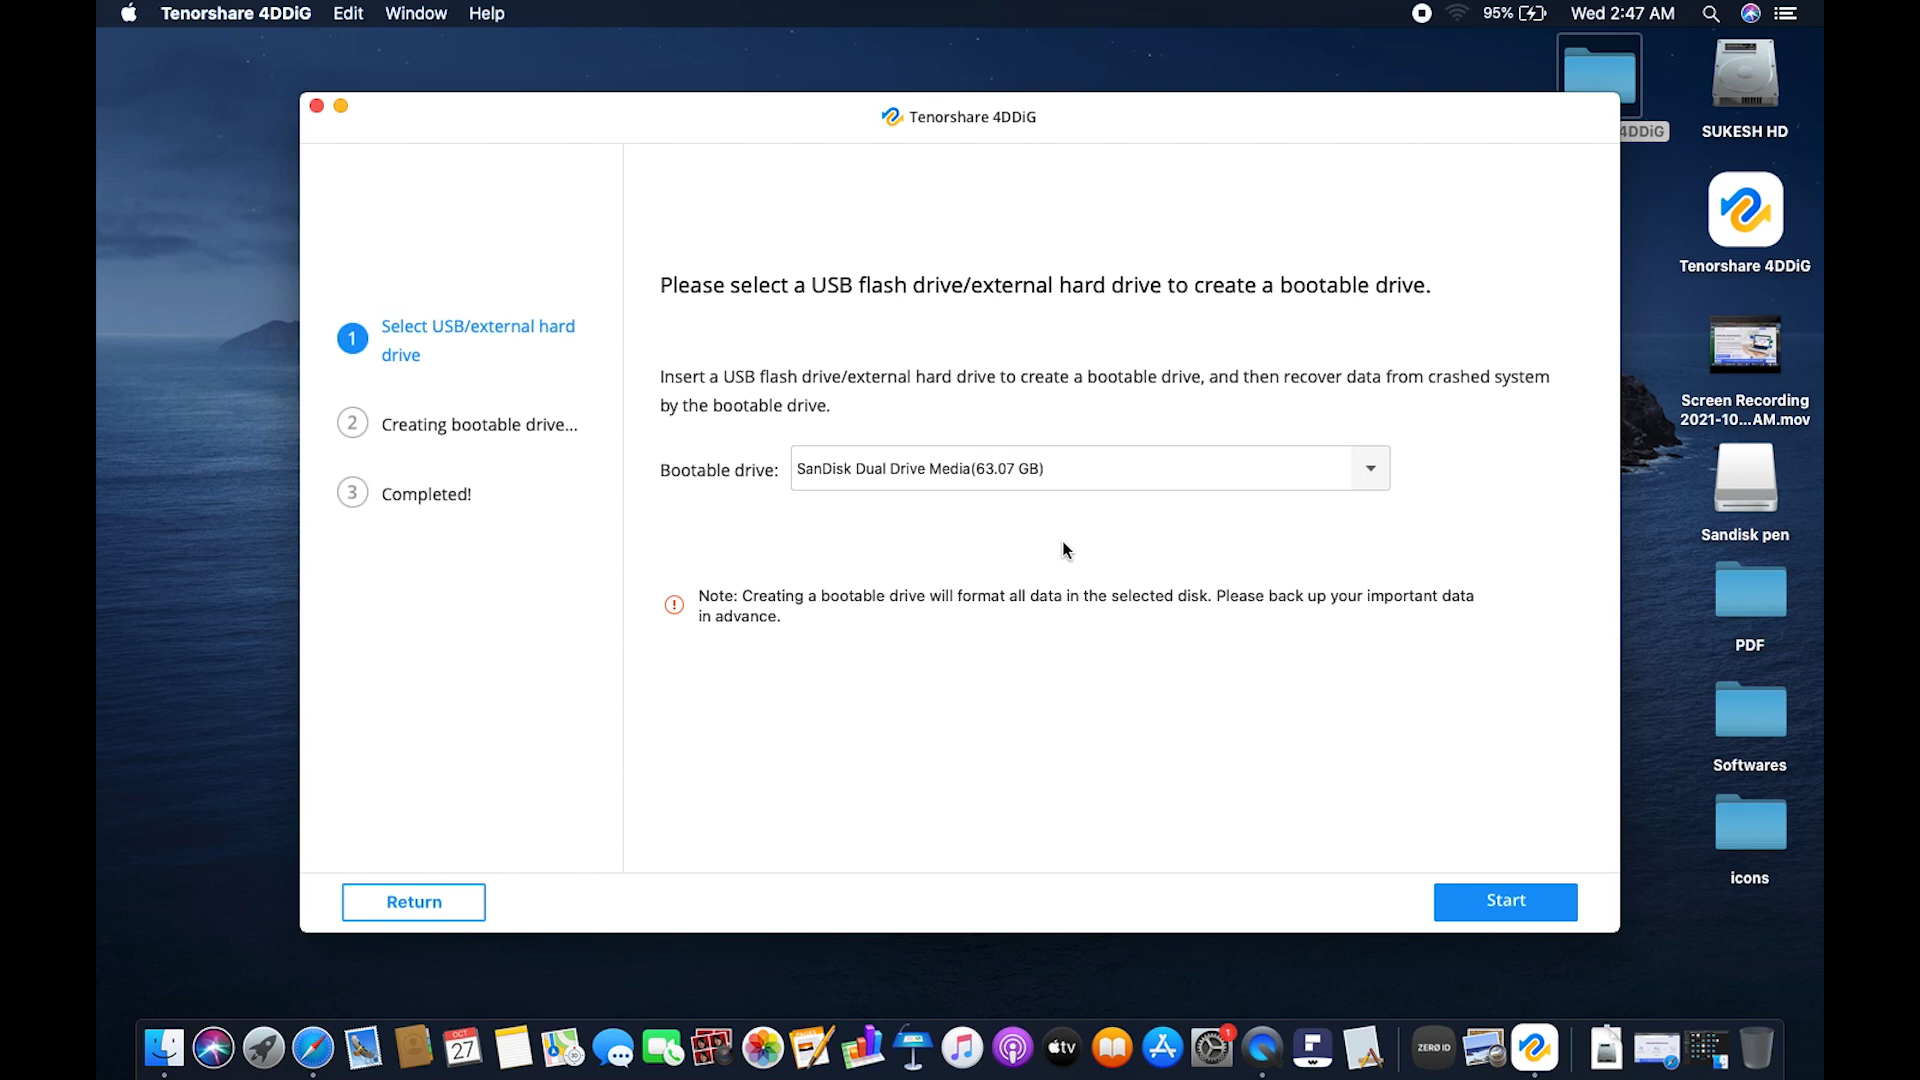 Tenorshare 4DDiG Edit Window Help 95% Wed 2:47 AM
Tenorshare 4DDiG
4DDiG
SUKESH HD
Tenorshare 4DDiG
Please select a USB flash drive/external hard drive to create a bootable drive.
1 Select USB/external hard
drive
2 Creating bootable drive...
3 Completed!
Insert a USB flash drive/external hard drive to create a bootable drive, and then recover data from crashed system
by the bootable drive.
Bootable drive: SanDisk Dual Drive Media(63.07 GB)
Note: Creating a bootable drive will format all data in the selected disk. Please back up your important data
in advance.
Screen Recording
2021-10...AM.mov
Sandisk pen
PDF
Softwares
icons
Return
Start
OCT
27
PAGES
tv
1
ZERO ID